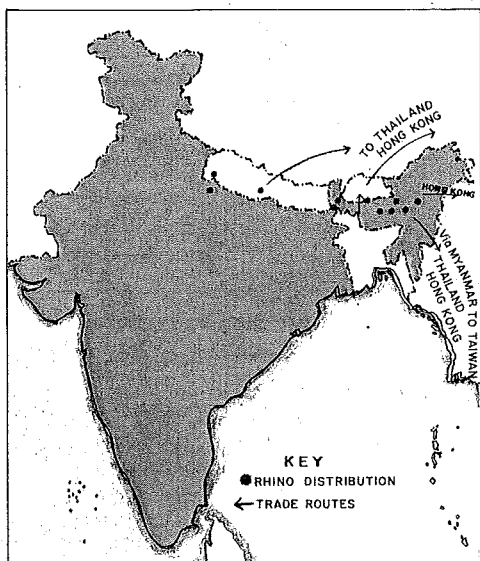 TO THAILAND
HONG KONG
HONG KONG
Via MYANMAR TO TAIWAN
THAILAND
HONG KONG
KEY
RHINO DISTRIBUTION
TRADE ROUTES